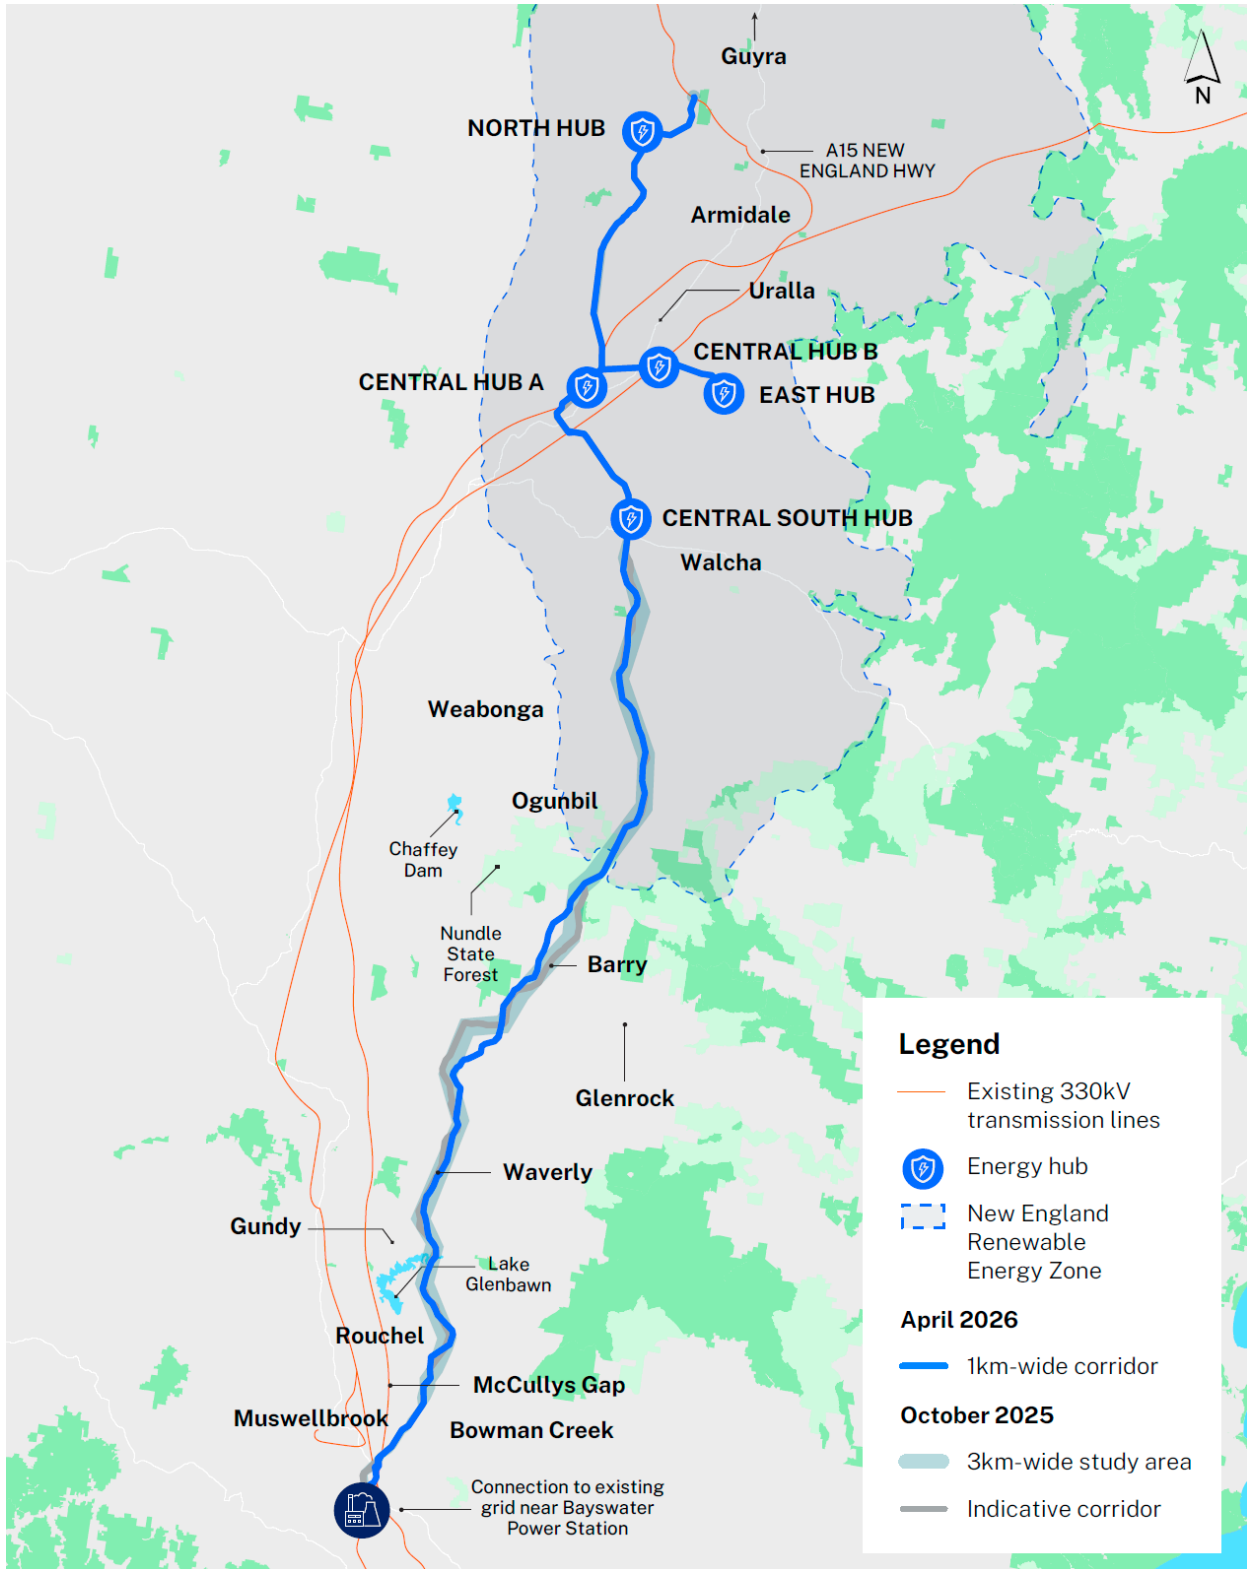 Guyra
N
NORTH HUB
A15 NEW
ENGLAND HWY
Armidale
Uralla
CENTRAL HUB B
CENTRAL HUB A
EAST HUB
CENTRAL SOUTH HUB
Walcha
Weabonga
Ogunbil
Chaffey
Dam
Nundle
State
Forest
Barry
Glenrock
Waverly
Gundy
Lake
Glenbawn
Rouchel
McCullys Gap
Muswellbrook
Bowman Creek
Connection to existing
grid near Bayswater
Power Station
Legend
Existing 330kV
transmission lines
Energy hub
New England
Renewable
Energy Zone
April 2026
1km-wide corridor
October 2025
3km-wide study area
Indicative corridor